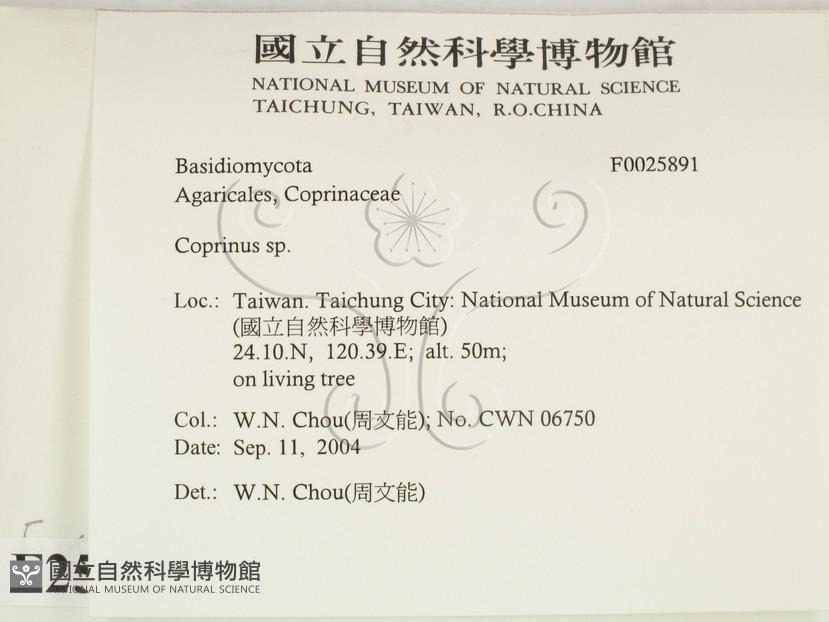 國立自然科學博物館
NATIONAL MUSEUM OF NATURAL SCIENCE
TAICHUNG, TAIWAN, R.O.CHINA
Basidiomycota F0025891
Agaricales, Coprinaceae
Coprinus sp.
Loc.: Taiwan. Taichung City: National Museum of Natural Science
(國立自然科學博物館)
24.10.N, 120.39.E; alt. 50m;
on living tree
Col.: W.N. Chou(周文能); No. CWN 06750
Date: Sep. 11, 2004
Det.: W.N. Chou(周文能)
國立自然科學博物館
NATIONAL MUSEUM OF NATURAL SCIENCE